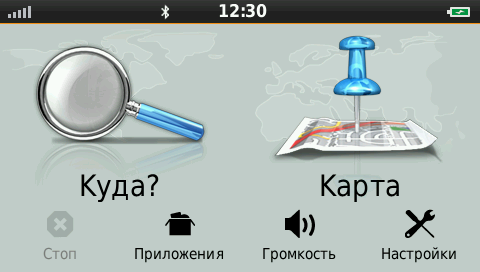 12:30
Куда? Карта
Стоп Приложения Громкость Настройки